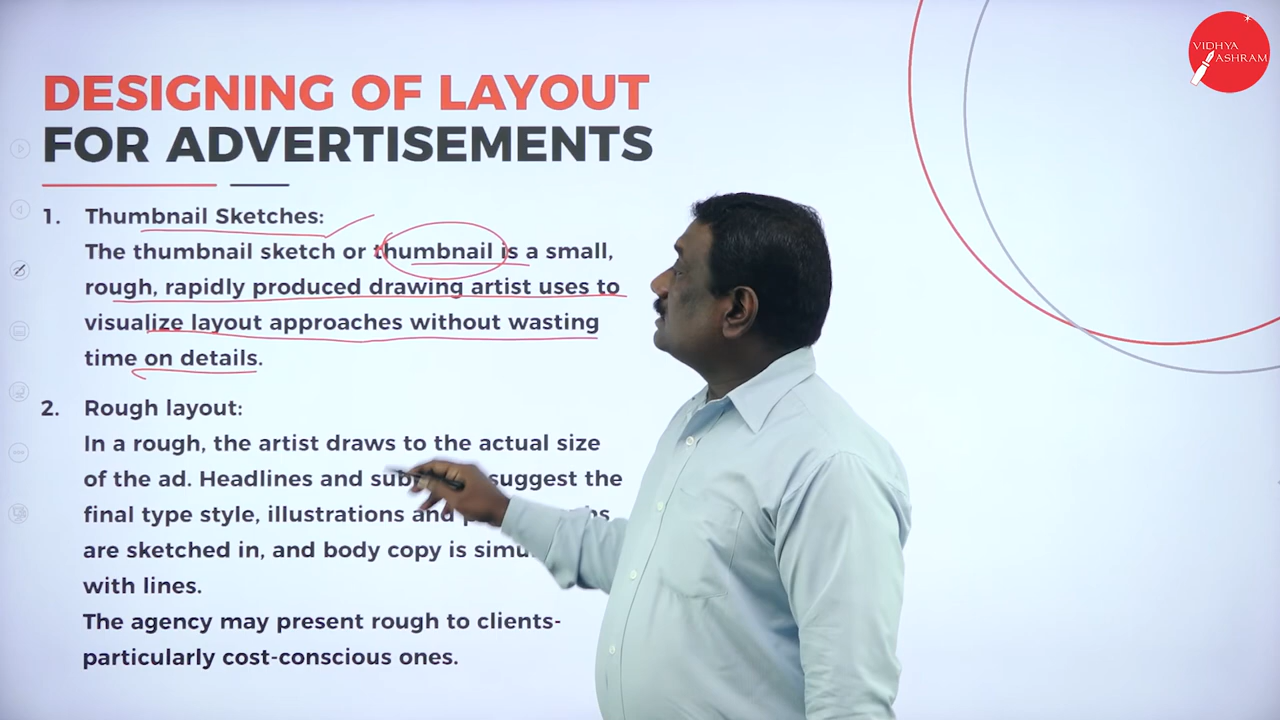 VIDHYA
ASHRAM
DESIGNING OF LAYOUT
FOR ADVERTISEMENTS
1. Thumbnail Sketches:
The thumbnail sketch or thumbnail is a small,
rough, rapidly produced drawing artist uses to
visualize layout approaches without wasting
time on details.
2. Rough layout:
In a rough, the artist draws to the actual size
of the ad. Headlines and suggest the
final type style, illustrations and
are sketched in, and body copy is
with lines.
The agency may present rough to clients-
particularly cost-conscious ones.